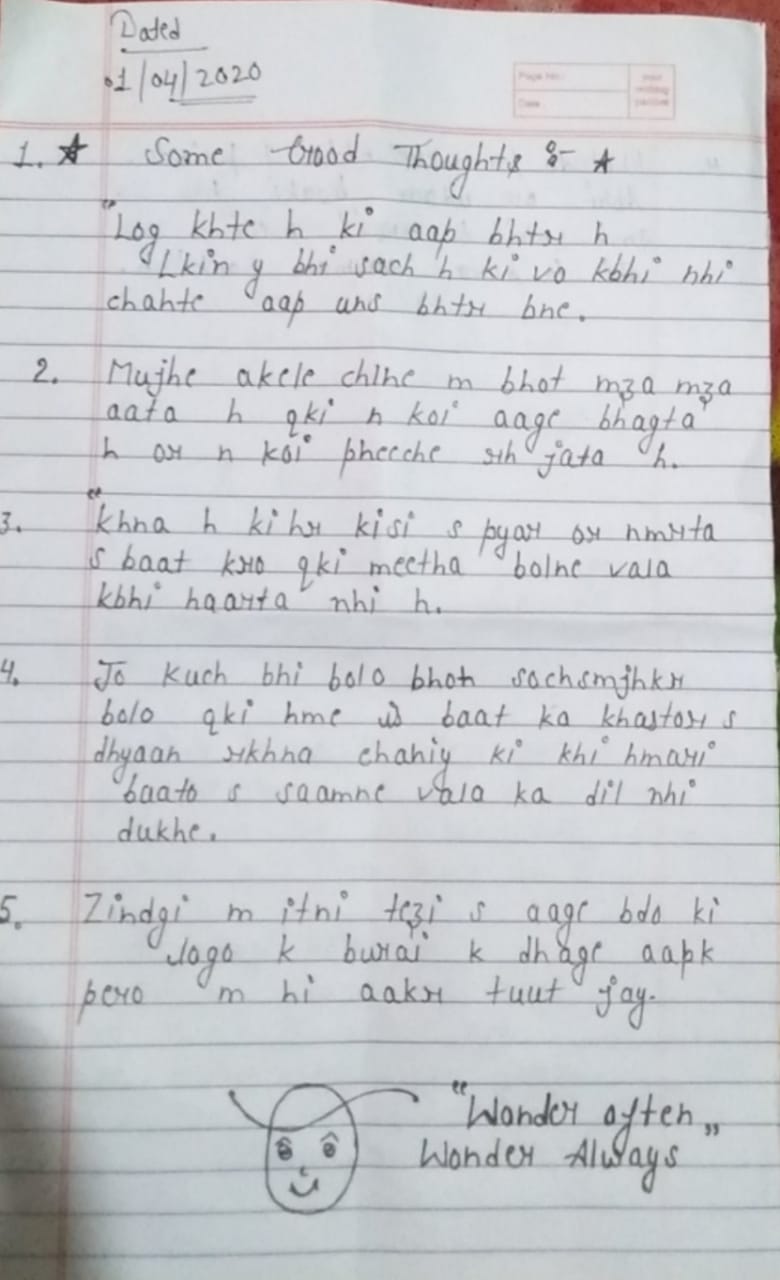 Dated
01/04/2020
Page No.:
Date
1. ★ Some Good Thoughts :- ★
"Log khte h ki aap bhtr h
Lkin y bhi sach h ki vo kbhi nhi
chahte aap uns bhtr bne.
2. Mujhe akele chlne m bhot mza mza
aata h qki n koi aage bhagta
h or n koi pheeche rh jata h.
3. "khna h ki hr kisi s pyar or nmrta
s baat kro qki meetha bolne vala
kbhi haarta nhi h.
4. Jo kuch bhi bolo bhot sochsmjhkr
bolo qki hme is baat ka khastor s
dhyaan rkhna chahiy ki khi hmari
baato s saamne vala ka dil nhi
dukhe.
5. Zindgi m itni tezi s aage bdo ki
logo k burai k dhage aapk
pero m hi aakr tuut jay.
"Wonder often,,
Wonder Always